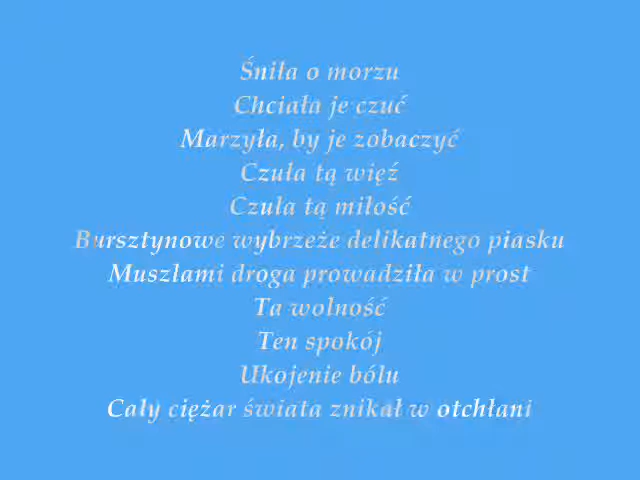 Śniła o morzu
Chciała je czuć
Marzyła, by je zobaczyć
Czuła tą więź
Czuła tą miłość
Bursztynowe wybrzeże delikatnego piasku
Muszlami droga prowadziła w prost
Ta wolność
Ten spokój
Ukojenie bólu
Cały ciężar świata znikał w otchłani